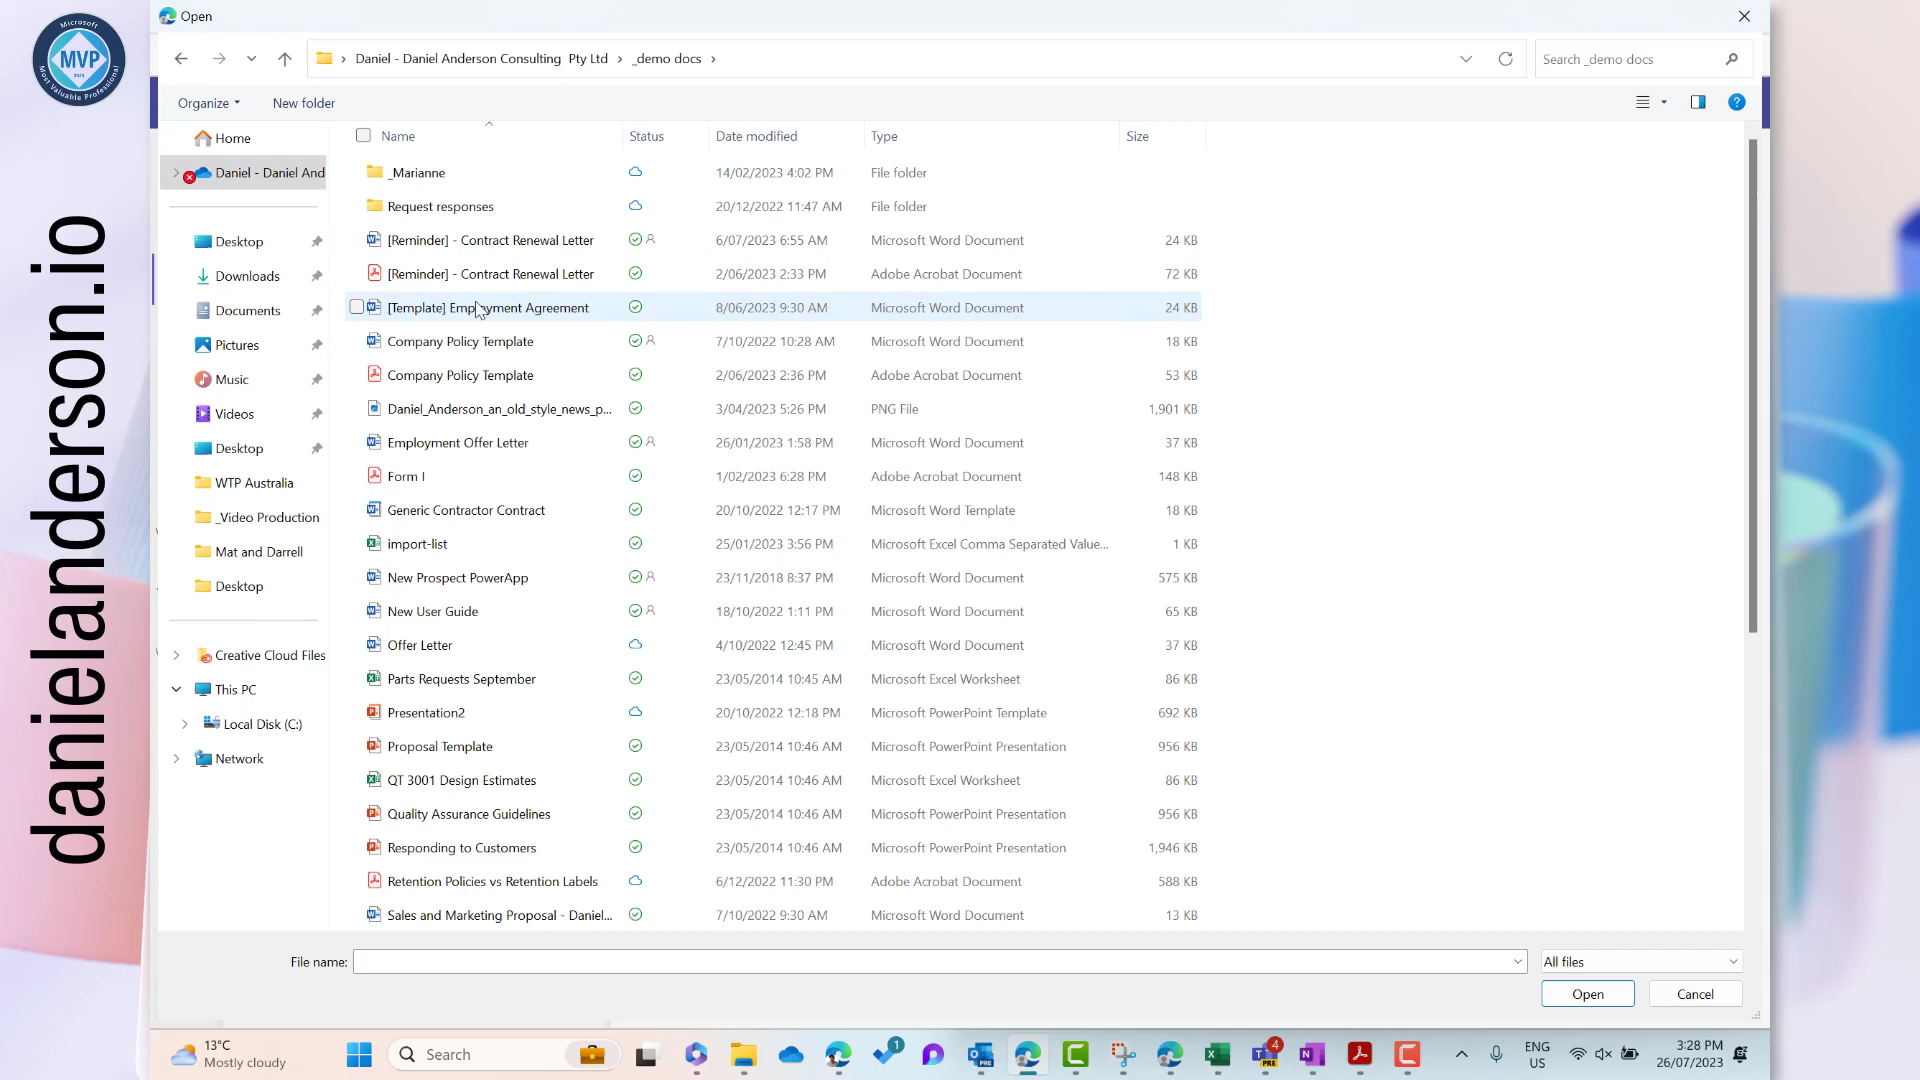 Microsoft
MVP
2023
Most Valuable Professional
danielanderson.io
Open
Daniel - Daniel Anderson Consulting Pty Ltd
_demo docs
Search _demo docs
Organize
New folder
Home
Daniel - Daniel And
Desktop
Downloads
Documents
Pictures
Music
Videos
Desktop
WTP Australia
_Video Production
Mat and Darrell
Desktop
Creative Cloud Files
This PC
Local Disk (C:)
Network
Name Status Date modified Type Size
_Marianne 14/02/2023 4:02 PM File folder
Request responses 20/12/2022 11:47 AM File folder
[Reminder] - Contract Renewal Letter 6/07/2023 6:55 AM Microsoft Word Document 24 KB
[Reminder] - Contract Renewal Letter 2/06/2023 2:33 PM Adobe Acrobat Document 72 KB
[Template] Employment Agreement 8/06/2023 9:30 AM Microsoft Word Document 24 KB
Company Policy Template 7/10/2022 10:28 AM Microsoft Word Document 18 KB
Company Policy Template 2/06/2023 2:36 PM Adobe Acrobat Document 53 KB
Daniel_Anderson_an_old_style_news_p... 3/04/2023 5:26 PM PNG File 1,901 KB
Employment Offer Letter 26/01/2023 1:58 PM Microsoft Word Document 37 KB
Form I 1/02/2023 6:28 PM Adobe Acrobat Document 148 KB
Generic Contractor Contract 20/10/2022 12:17 PM Microsoft Word Template 18 KB
import-list 25/01/2023 3:56 PM Microsoft Excel Comma Separated Value... 1 KB
New Prospect PowerApp 23/11/2018 8:37 PM Microsoft Word Document 575 KB
New User Guide 18/10/2022 1:11 PM Microsoft Word Document 65 KB
Offer Letter 4/10/2022 12:45 PM Microsoft Word Document 37 KB
Parts Requests September 23/05/2014 10:45 AM Microsoft Excel Worksheet 86 KB
Presentation2 20/10/2022 12:18 PM Microsoft PowerPoint Template 692 KB
Proposal Template 23/05/2014 10:46 AM Microsoft PowerPoint Presentation 956 KB
QT 3001 Design Estimates 23/05/2014 10:46 AM Microsoft Excel Worksheet 86 KB
Quality Assurance Guidelines 23/05/2014 10:46 AM Microsoft PowerPoint Presentation 956 KB
Responding to Customers 23/05/2014 10:46 AM Microsoft PowerPoint Presentation 1,946 KB
Retention Policies vs Retention Labels 6/12/2022 11:30 PM Adobe Acrobat Document 588 KB
Sales and Marketing Proposal - Daniel... 7/10/2022 9:30 AM Microsoft Word Document 13 KB
File name:
All files
Open
Cancel
13°C
Mostly cloudy
Search
1
PRE
4
PRE
ENG
US
3:28 PM
26/07/2023